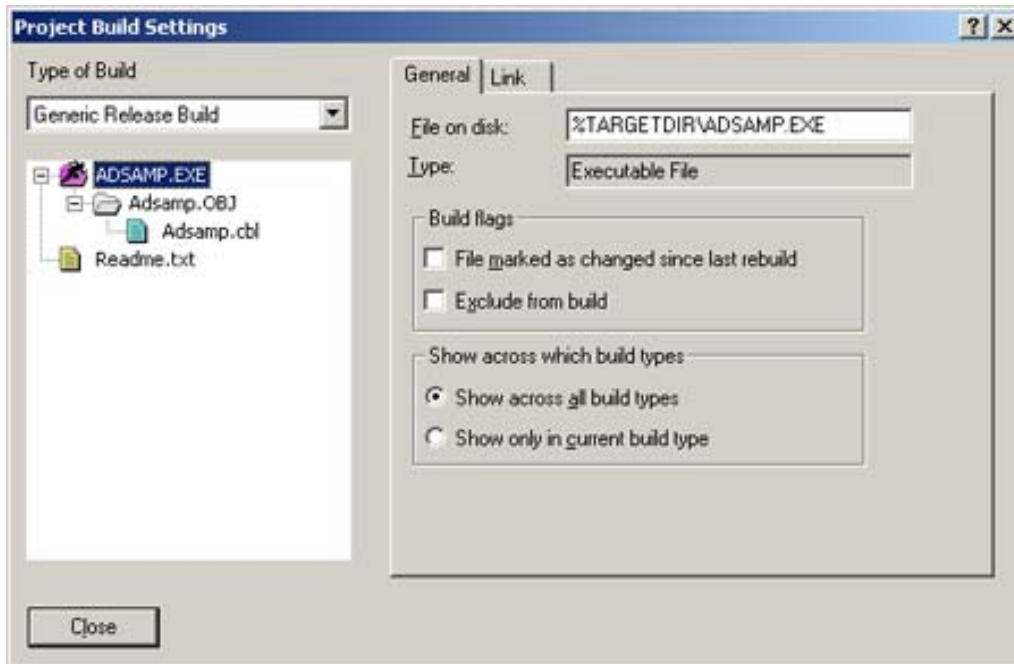 Project Build Settings
Type of Build
Generic Release Build
ADSAMP.EXE
Adsamp.OBJ
Adsamp.cbl
Readme.txt
General Link
File on disk: %TARGETDIR\ADSAMP.EXE
Type: Executable File
Build flags
File marked as changed since last rebuild
Exclude from build
Show across which build types
Show across all build types
Show only in current build type
Close